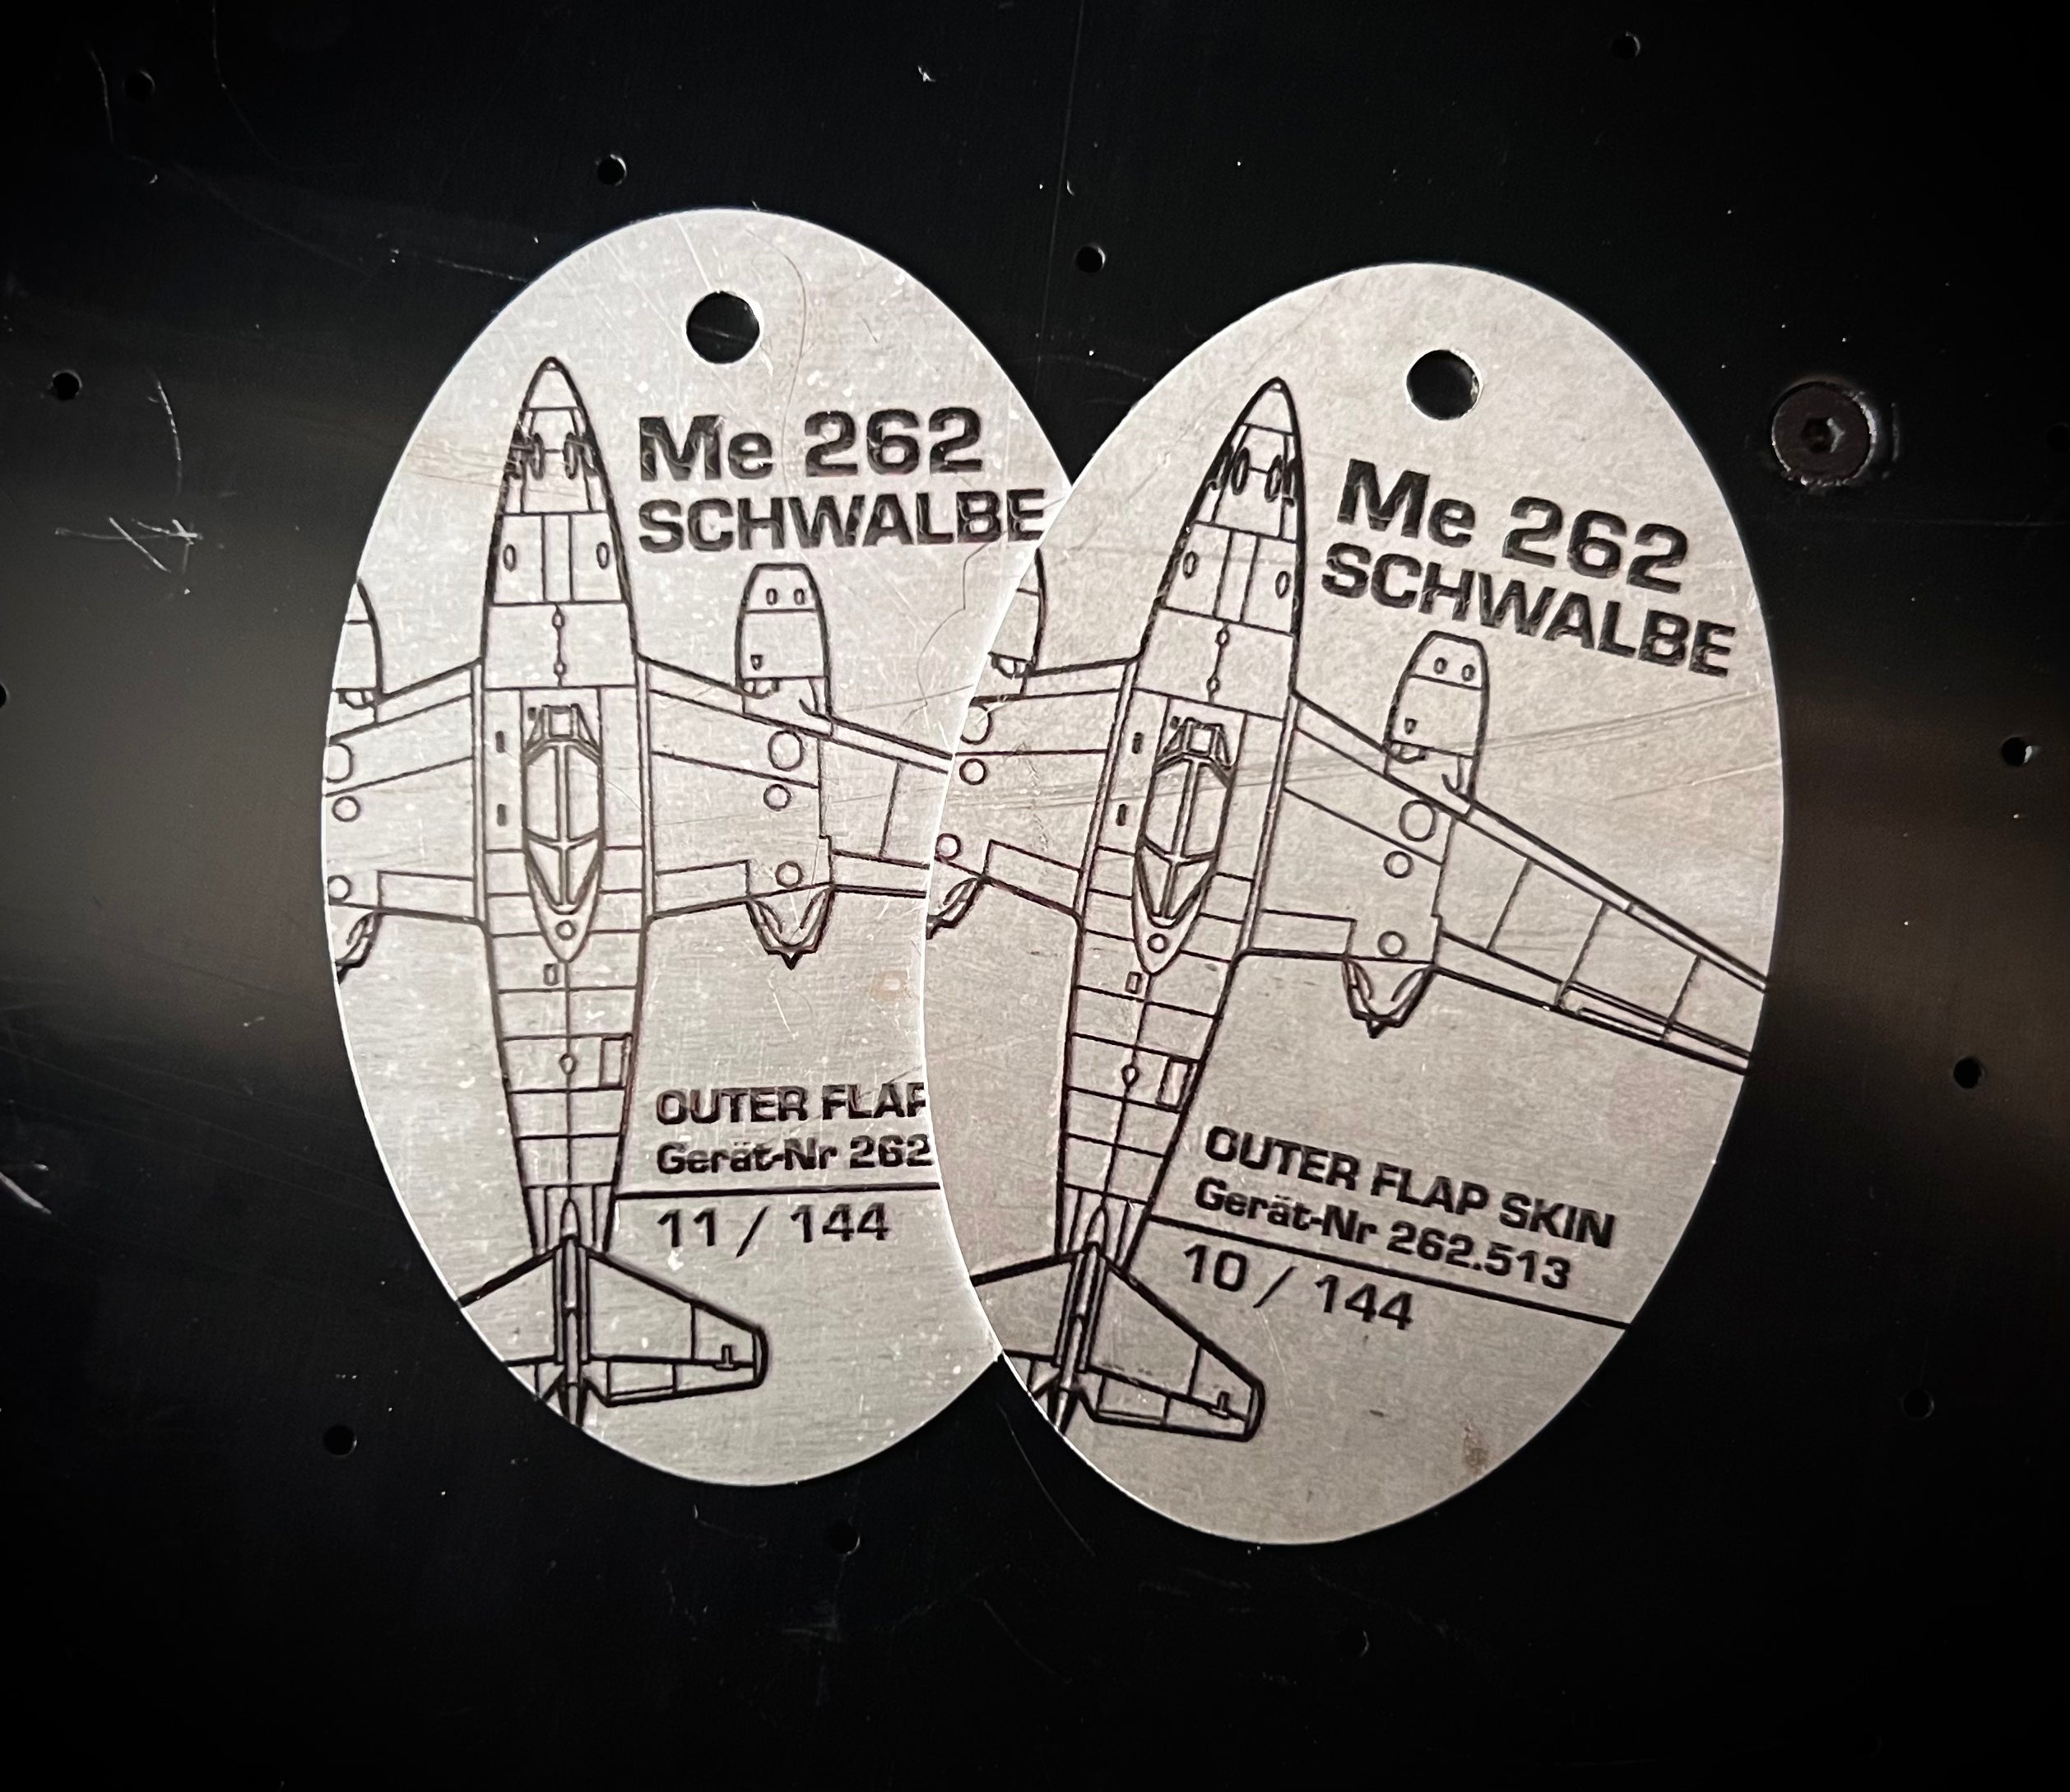 Me 262
SCHWALBE
OUTER FLAP
Gerät-Nr 262
11 / 144
Me 262
SCHWALBE
OUTER FLAP SKIN
Gerät-Nr 262.513
10 / 144